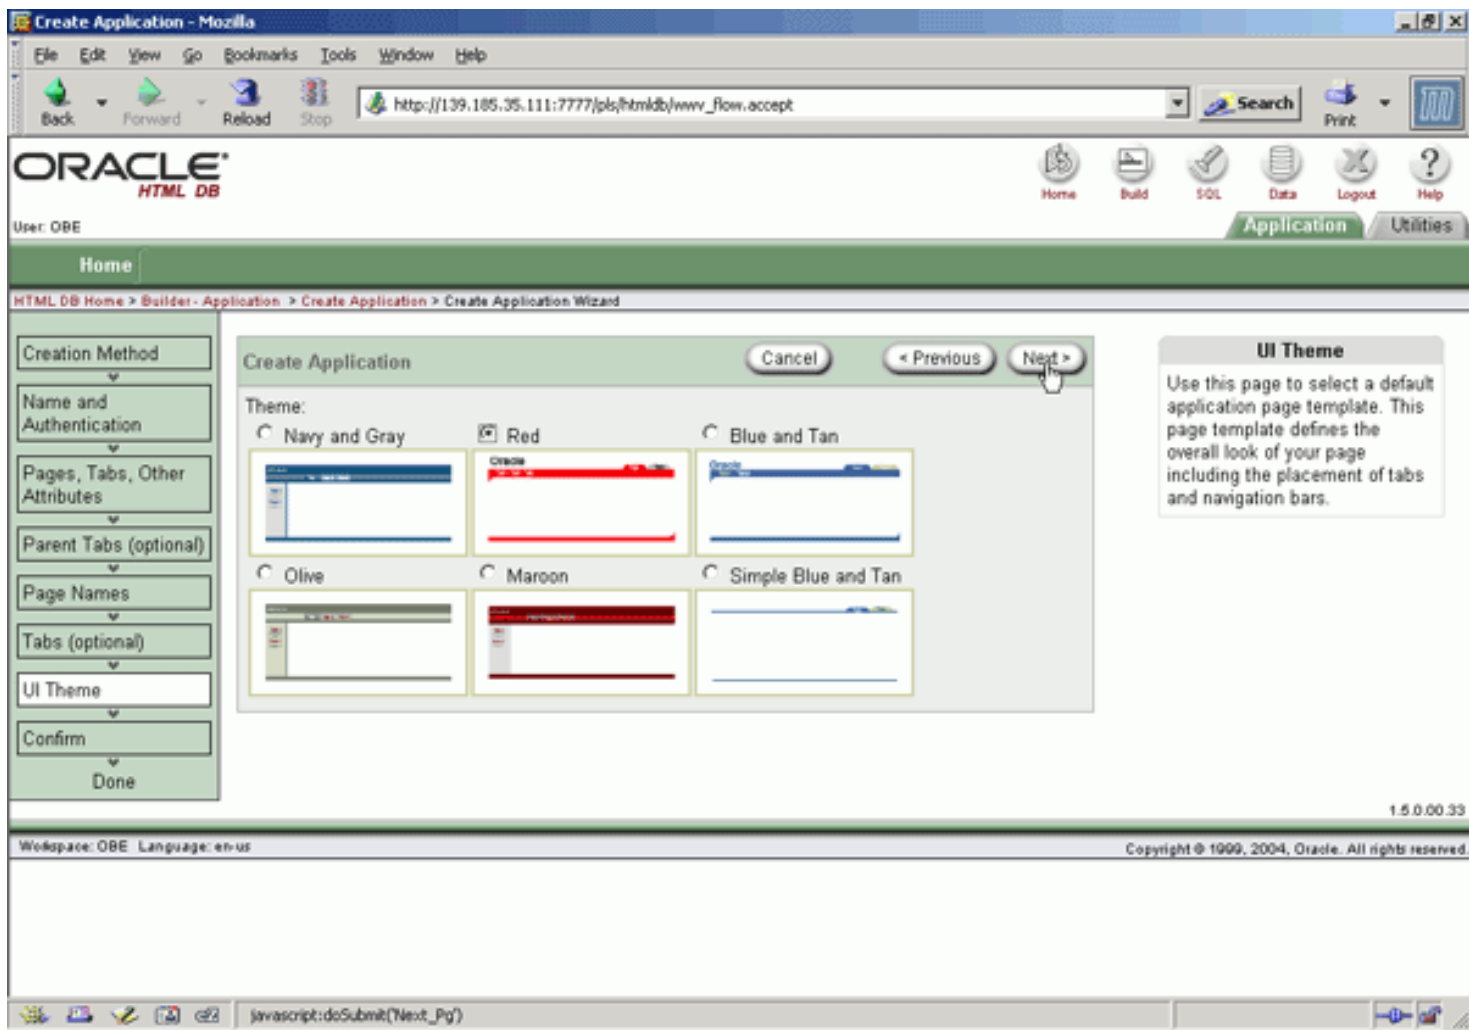 Create Application - Mozilla
File Edit View Go Bookmarks Tools Window Help
Back Forward Reload Stop http://139.185.35.111:7777/pls/htmldb/wwv_flow.accept Search Print
ORACLE
HTML DB
Home Build SQL Data Logout Help
User: OBE
Application Utilities
Home
HTML DB Home > Builder - Application > Create Application > Create Application Wizard
Creation Method
Name and
Authentication
Pages, Tabs, Other
Attributes
Parent Tabs (optional)
Page Names
Tabs (optional)
UI Theme
Confirm
Done
Create Application Cancel < Previous Next >
Theme:
Navy and Gray Red Blue and Tan
Oracle
Oracle
Olive Maroon Simple Blue and Tan
UI Theme
Use this page to select a default
application page template. This
page template defines the
overall look of your page
including the placement of tabs
and navigation bars.
1.5.0.00.33
Workspace: OBE Language: en-us Copyright © 1999, 2004, Oracle. All rights reserved.
javascript:doSubmit('Next_Pg')